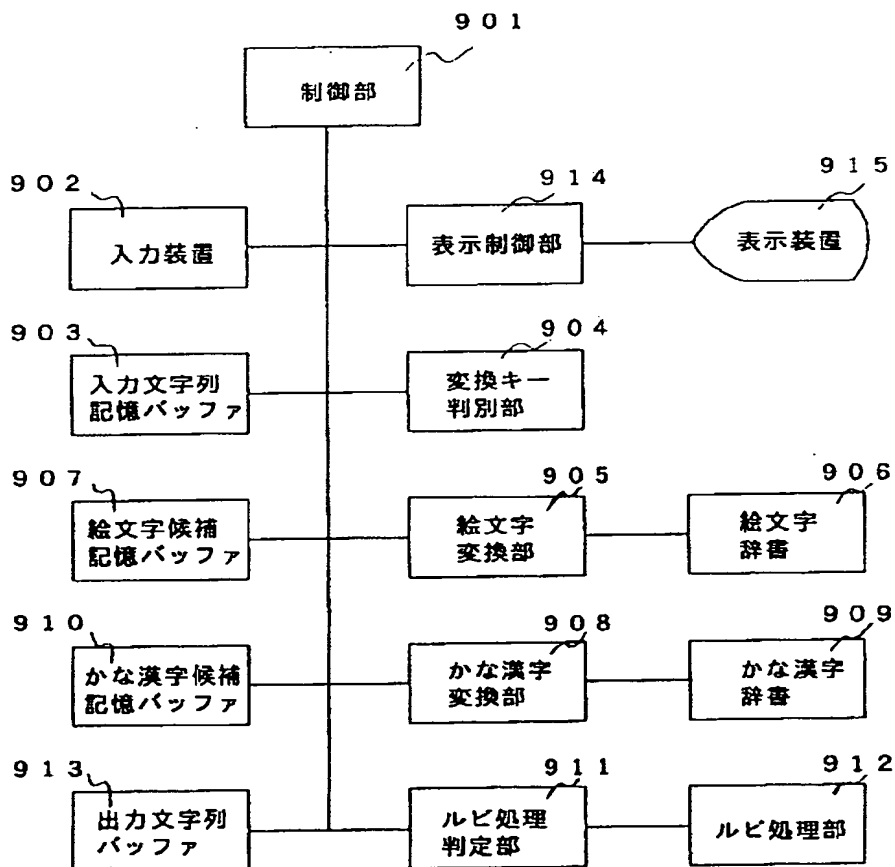 ９０１
制御部
９０２
入力装置
９１４
表示制御部
９１５
表示装置
９０３
入力文字列
記憶バッファ
９０４
変換キー
判別部
９０７
絵文字候補
記憶バッファ
９０５
絵文字
変換部
９０６
絵文字
辞書
９１０
かな漢字候補
記憶バッファ
９０８
かな漢字
変換部
９０９
かな漢字
辞書
９１３
出力文字列
バッファ
９１１
ルビ処理
判定部
９１２
ルビ処理部